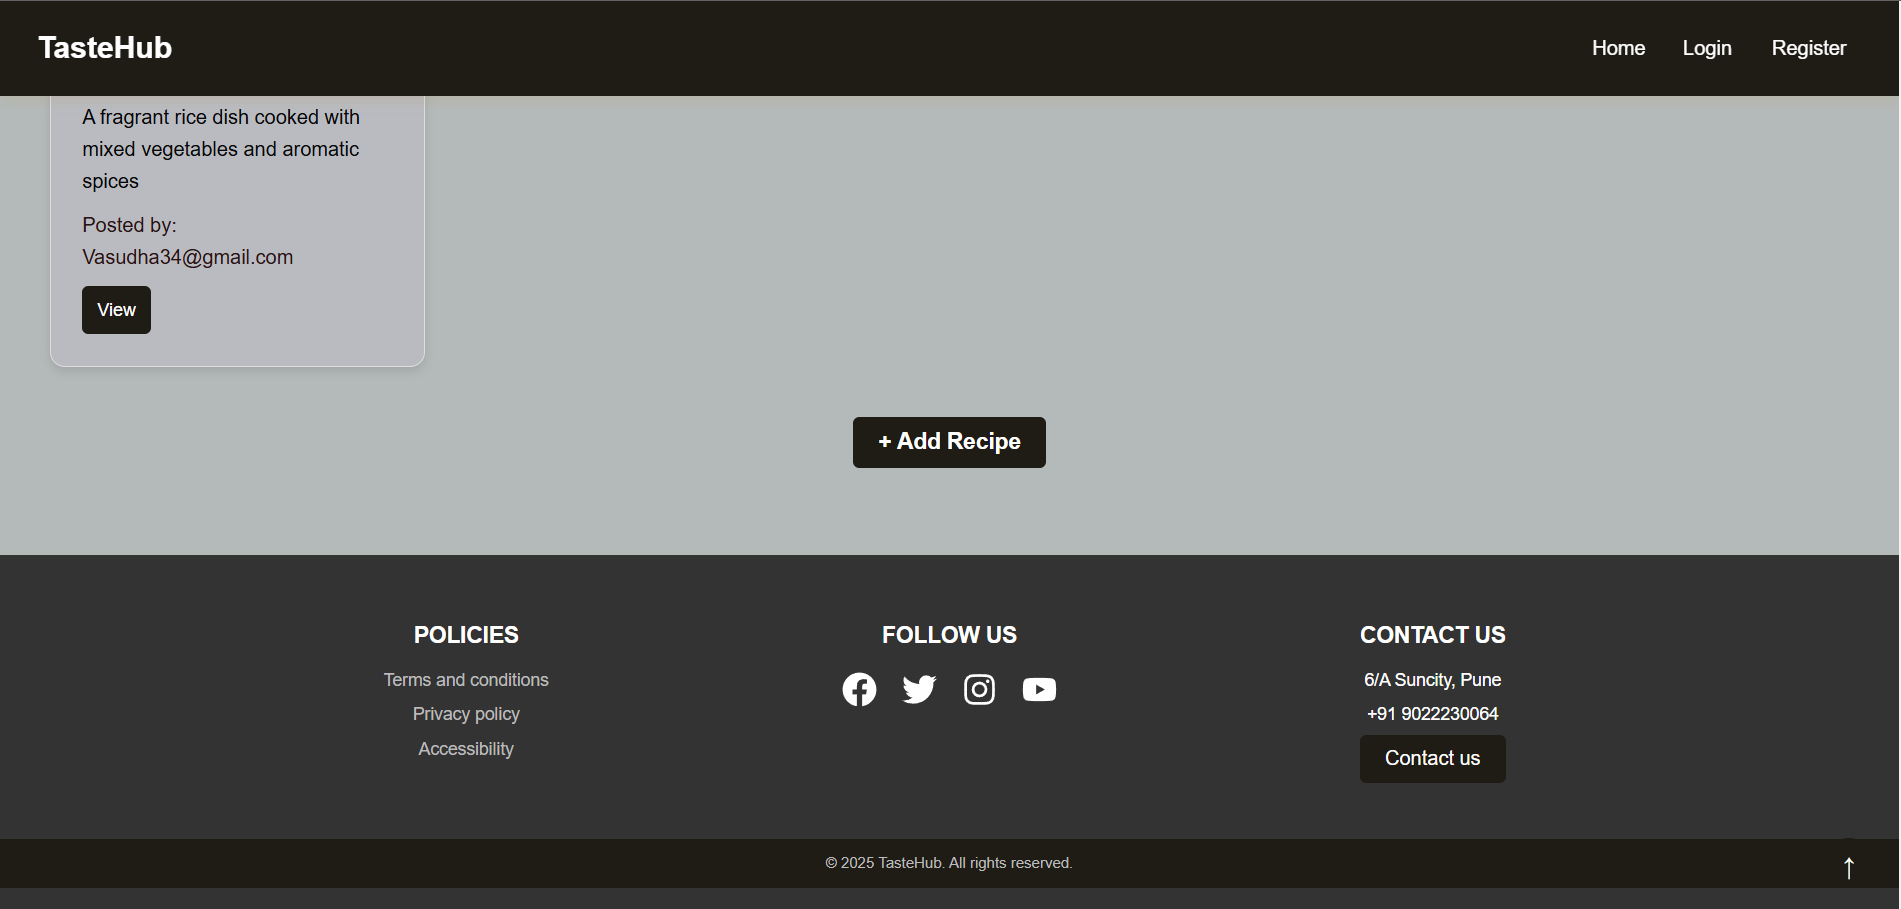 TasteHub
Home Login Register
A fragrant rice dish cooked with
mixed vegetables and aromatic
spices
Posted by:
Vasudha34@gmail.com
View
+ Add Recipe
POLICIES
Terms and conditions
Privacy policy
Accessibility
FOLLOW US
CONTACT US
6/A Suncity, Pune
+91 9022230064
Contact us
© 2025 TasteHub. All rights reserved.
↑